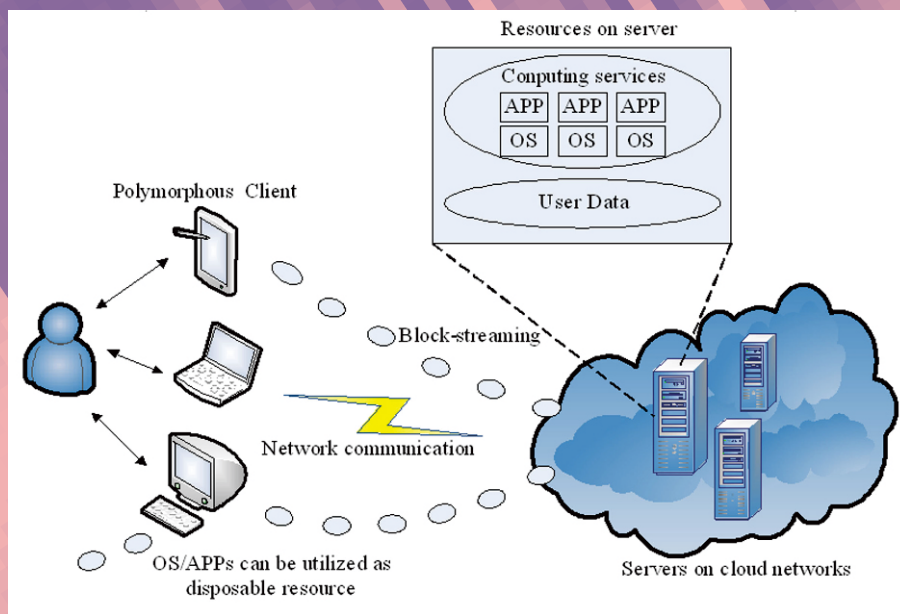 Resources on server
Conputing services
APP APP APP
OS OS OS
User Data
Polymorphous Client
Block-streaming
Network communication
OS/APPs can be utilized as
disposable resource
Servers on cloud networks